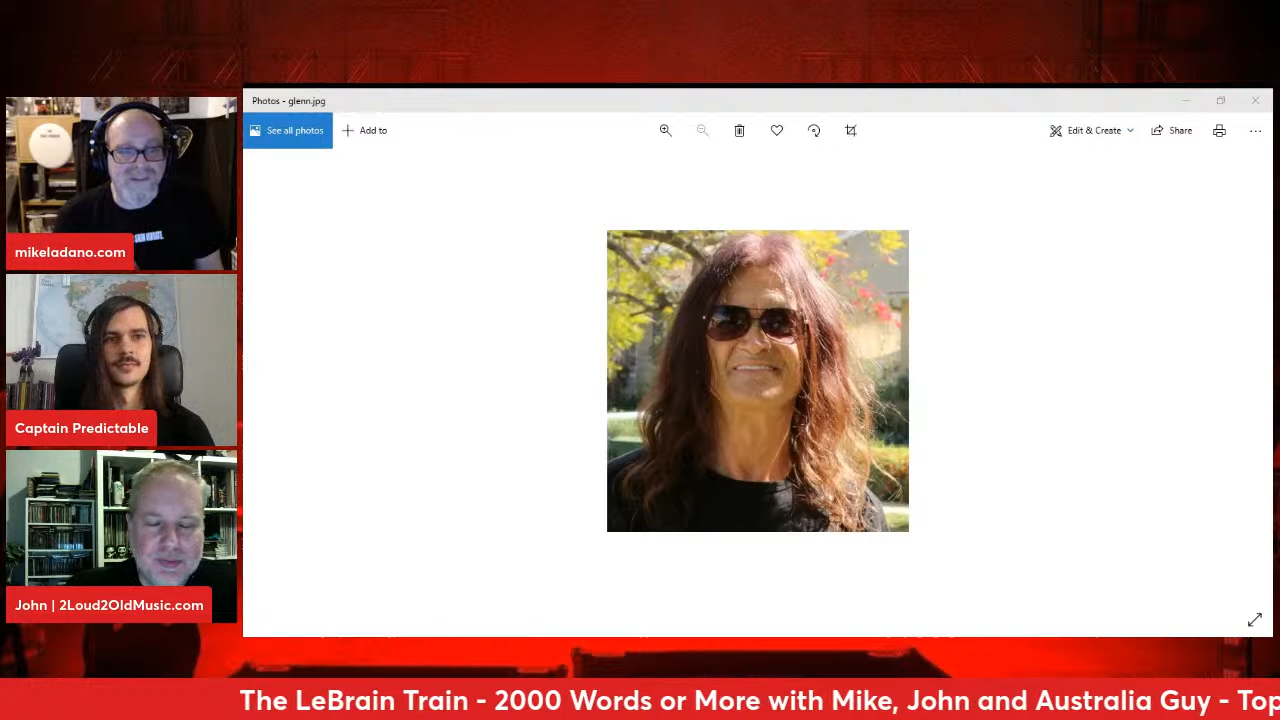 Photos - glenn.jpg
See all photos
Add to
Edit & Create
Share
mikeladano.com
Captain Predictable
John | 2Loud2OldMusic.com
The LeBrain Train - 2000 Words or More with Mike, John and Australia Guy - Top